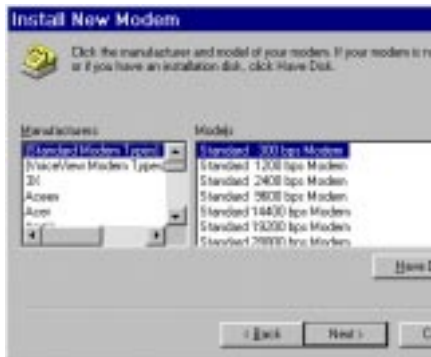 Install New Modem
Click the manufacturer and model of your modem. If your modem is
or if you have an installation disk, click Have Disk.
Manufacturers
Models
(Standard Modem Types)
(VoiceView Modem Types
3X
Aceex
Acer
Standard 300 bps Modem
Standard 1200 bps Modem
Standard 2400 bps Modem
Standard 9600 bps Modem
Standard 14400 bps Modem
Standard 19200 bps Modem
Standard 28800 bps Modem
Have
< Back
Next >